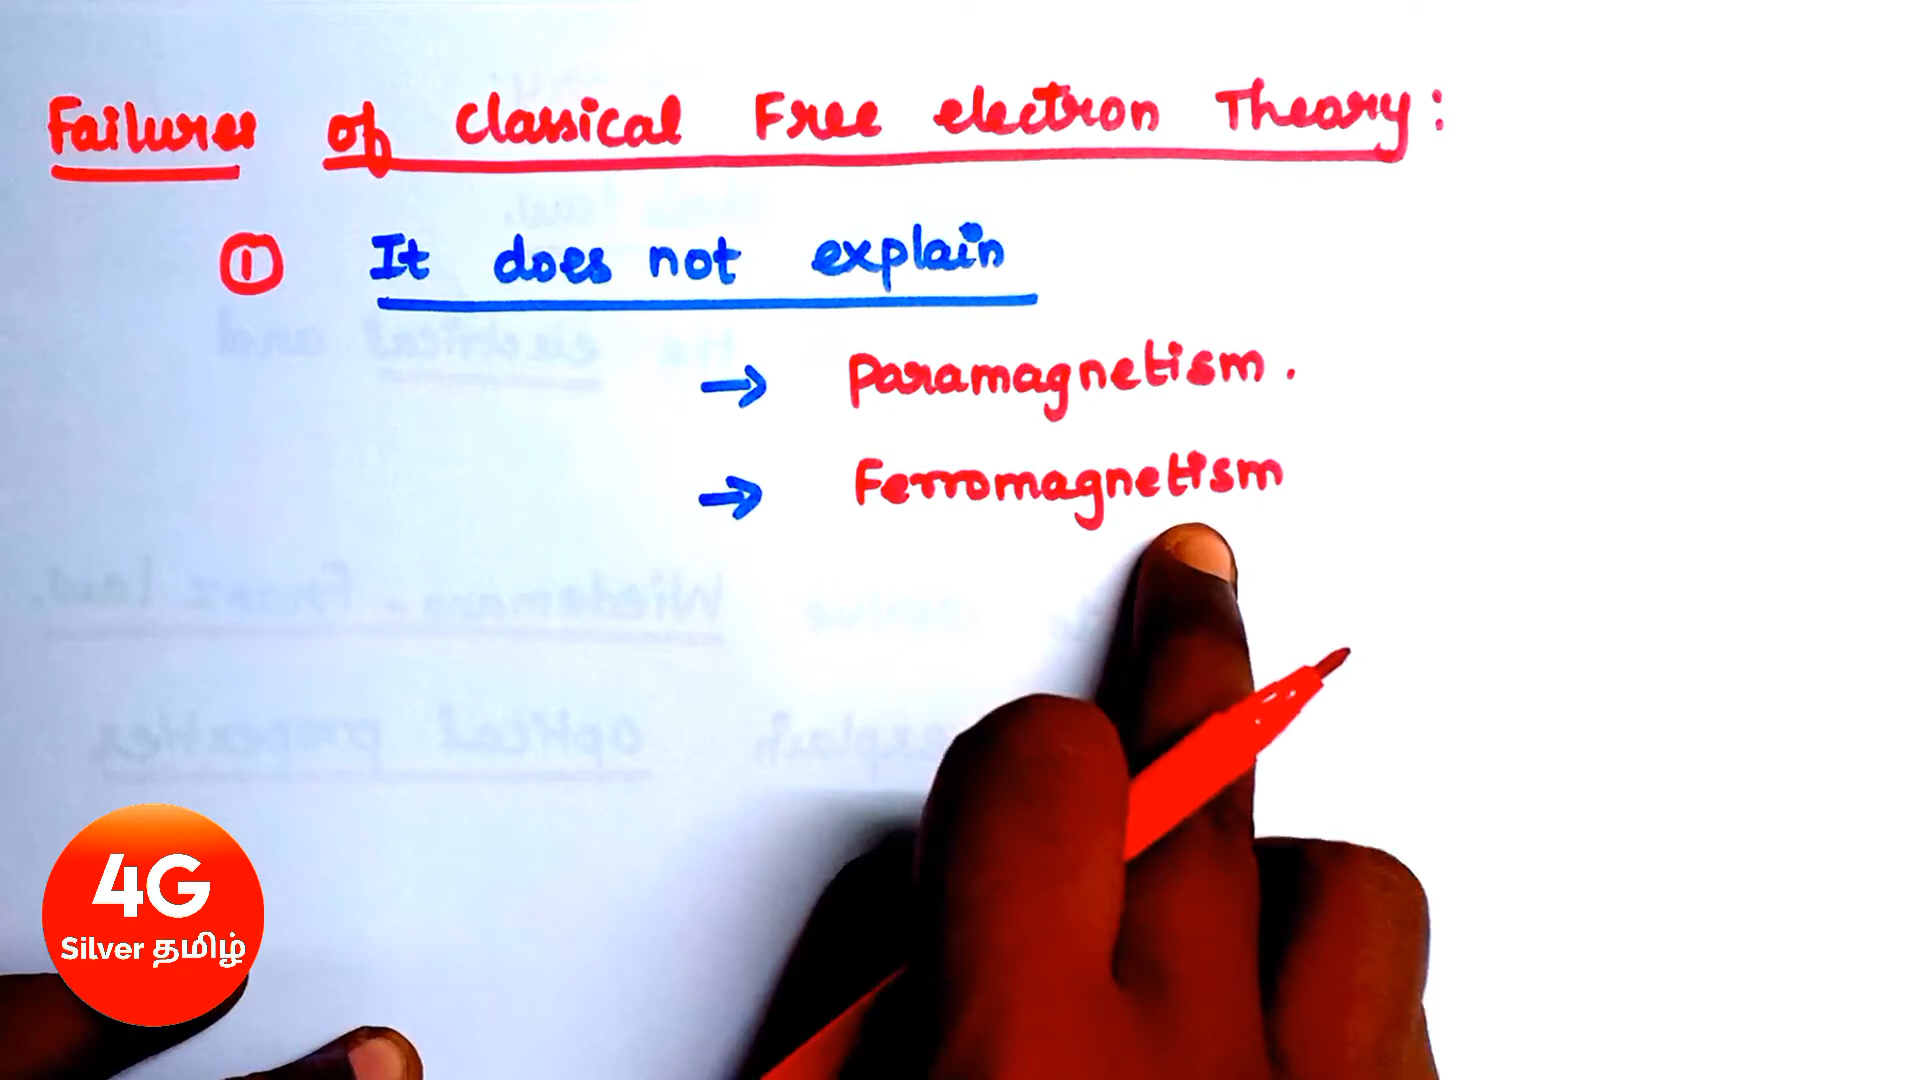 Failures of classical Free electron Theory:
① It does not explain
→ Paramagnetism.
→ Ferromagnetism
4G
Silver தமிழ்